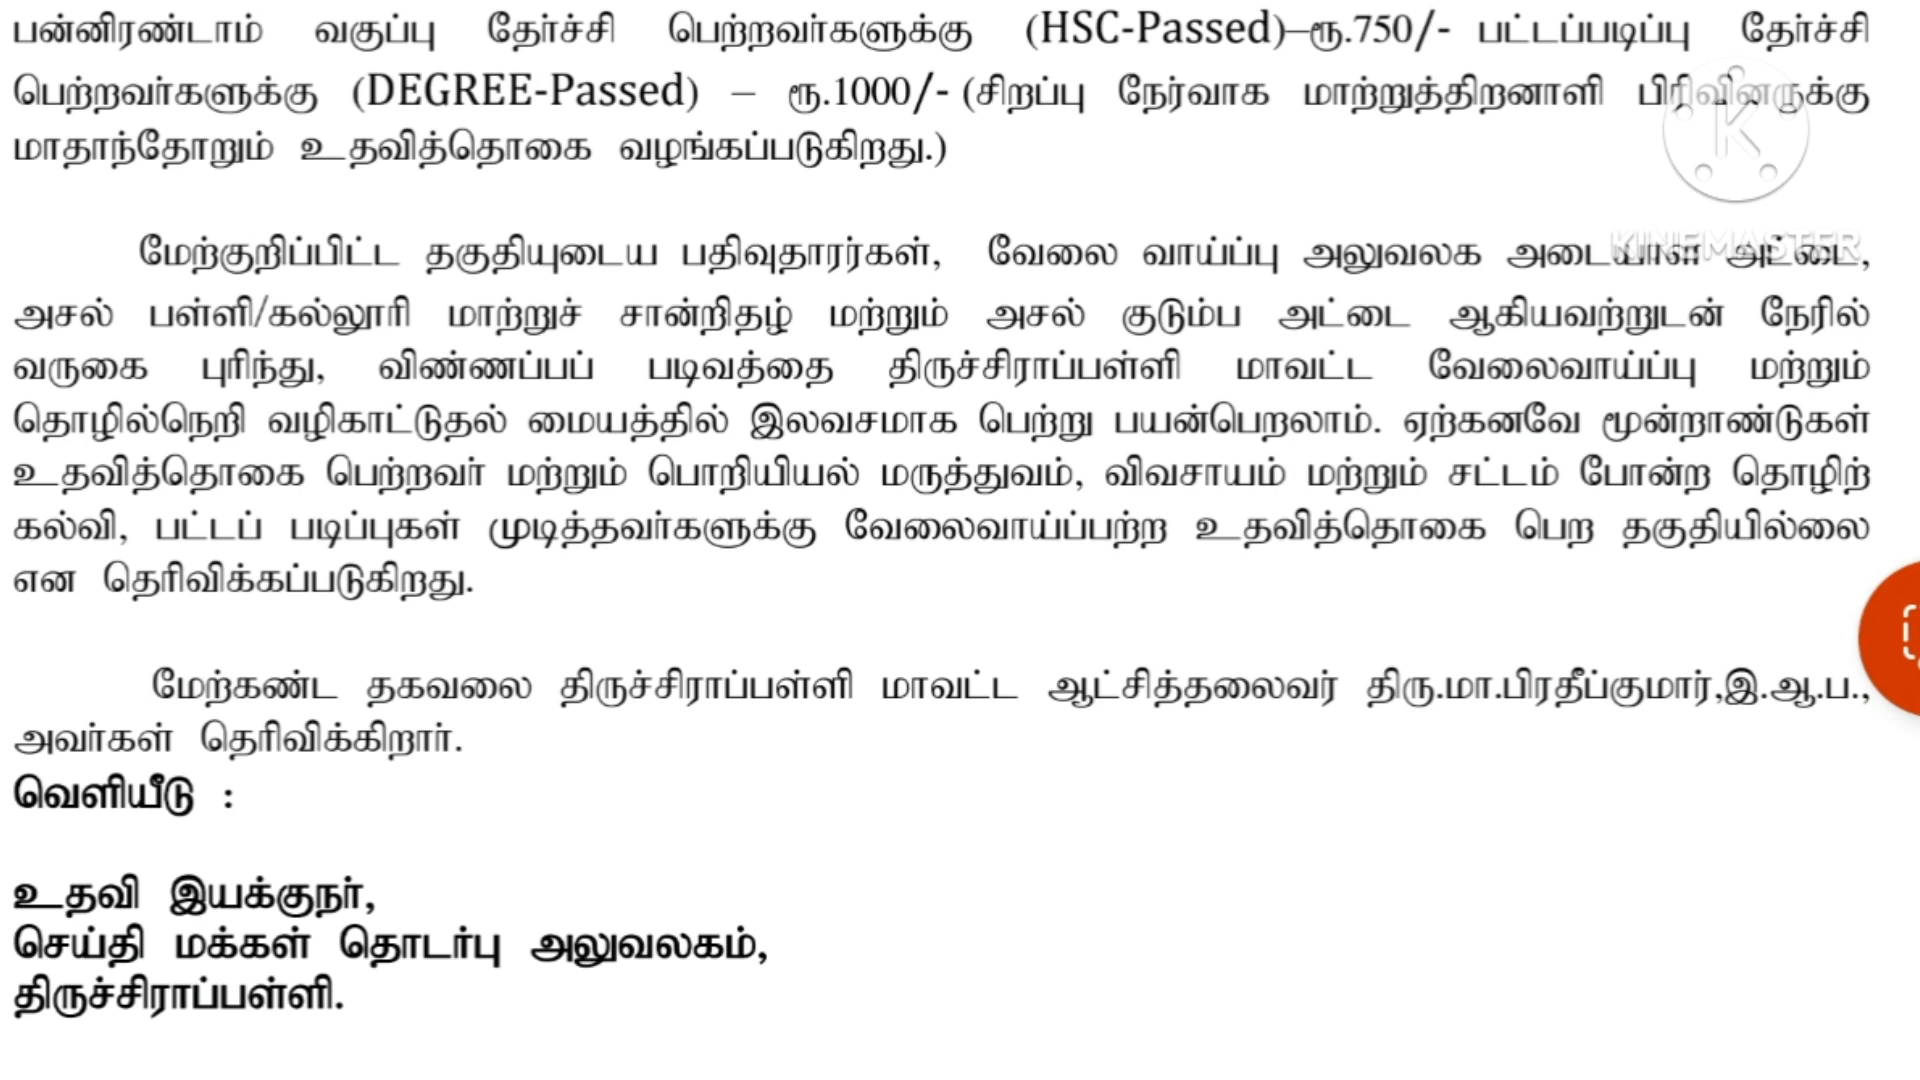 பன்னிரண்டாம் வகுப்பு தேர்ச்சி பெற்றவர்களுக்கு (HSC-Passed)–ரூ.750/- பட்டப்படிப்பு தேர்ச்சி
பெற்றவர்களுக்கு (DEGREE-Passed) – ரூ.1000/- (சிறப்பு நேர்வாக மாற்றுத்திறனாளி பிரிவினருக்கு
மாதாந்தோறும் உதவித்தொகை வழங்கப்படுகிறது.)
K
KINEMASTER
மேற்குறிப்பிட்ட தகுதியுடைய பதிவுதாரர்கள், வேலை வாய்ப்பு அலுவலக அடையாள அட்டை,
அசல் பள்ளி/கல்லூரி மாற்றுச் சான்றிதழ் மற்றும் அசல் குடும்ப அட்டை ஆகியவற்றுடன் நேரில்
வருகை புரிந்து, விண்ணப்பப் படிவத்தை திருச்சிராப்பள்ளி மாவட்ட வேலைவாய்ப்பு மற்றும்
தொழில்நெறி வழிகாட்டுதல் மையத்தில் இலவசமாக பெற்று பயன்பெறலாம். ஏற்கனவே மூன்றாண்டுகள்
உதவித்தொகை பெற்றவர் மற்றும் பொறியியல் மருத்துவம், விவசாயம் மற்றும் சட்டம் போன்ற தொழிற்
கல்வி, பட்டப் படிப்புகள் முடித்தவர்களுக்கு வேலைவாய்ப்பற்ற உதவித்தொகை பெற தகுதியில்லை
என தெரிவிக்கப்படுகிறது.
மேற்கண்ட தகவலை திருச்சிராப்பள்ளி மாவட்ட ஆட்சித்தலைவர் திரு.மா.பிரதீப்குமார்,இ.ஆ.ப.,
அவர்கள் தெரிவிக்கிறார்.
வெளியீடு :
உதவி இயக்குநர்,
செய்தி மக்கள் தொடர்பு அலுவலகம்,
திருச்சிராப்பள்ளி.